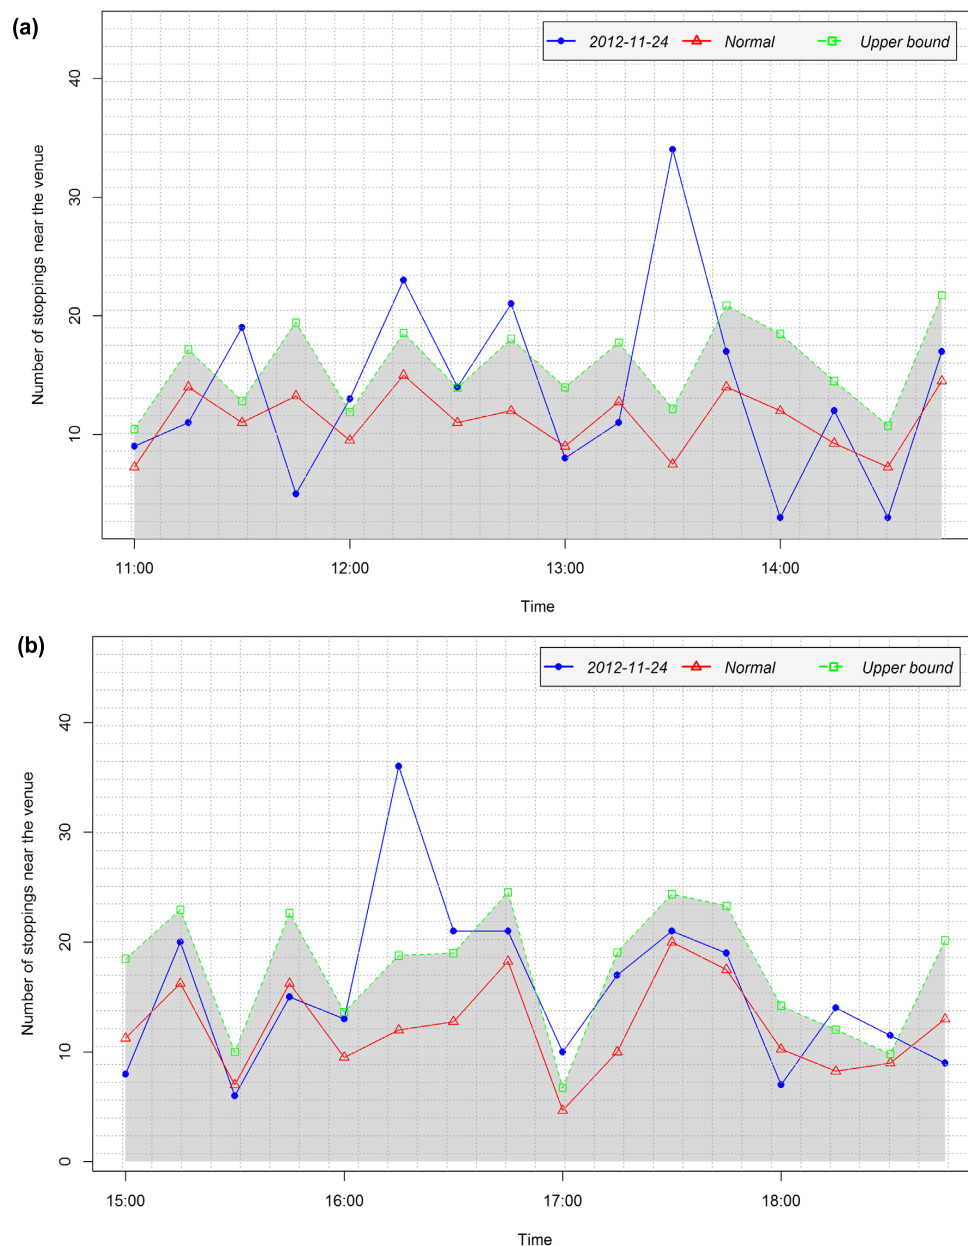 (a)
2012-11-24 Normal Upper bound
Number of stoppings near the venue
40
30
20
10
11:00 12:00 13:00 14:00
Time
(b)
2012-11-24 Normal Upper bound
Number of stoppings near the venue
40
30
20
10
0
15:00 16:00 17:00 18:00
Time